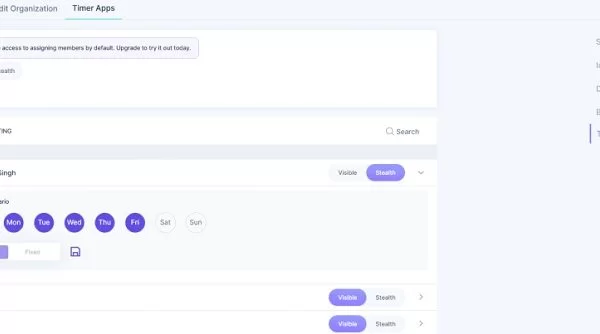 dit Organization Timer Apps
access to assigning members by default. Upgrade to try it out today.
ealth
TING Search
Singh Visible Stealth
ario
Mon Tue Wed Thu Fri Sat Sun
Fixed
Visible Stealth
Visible Stealth